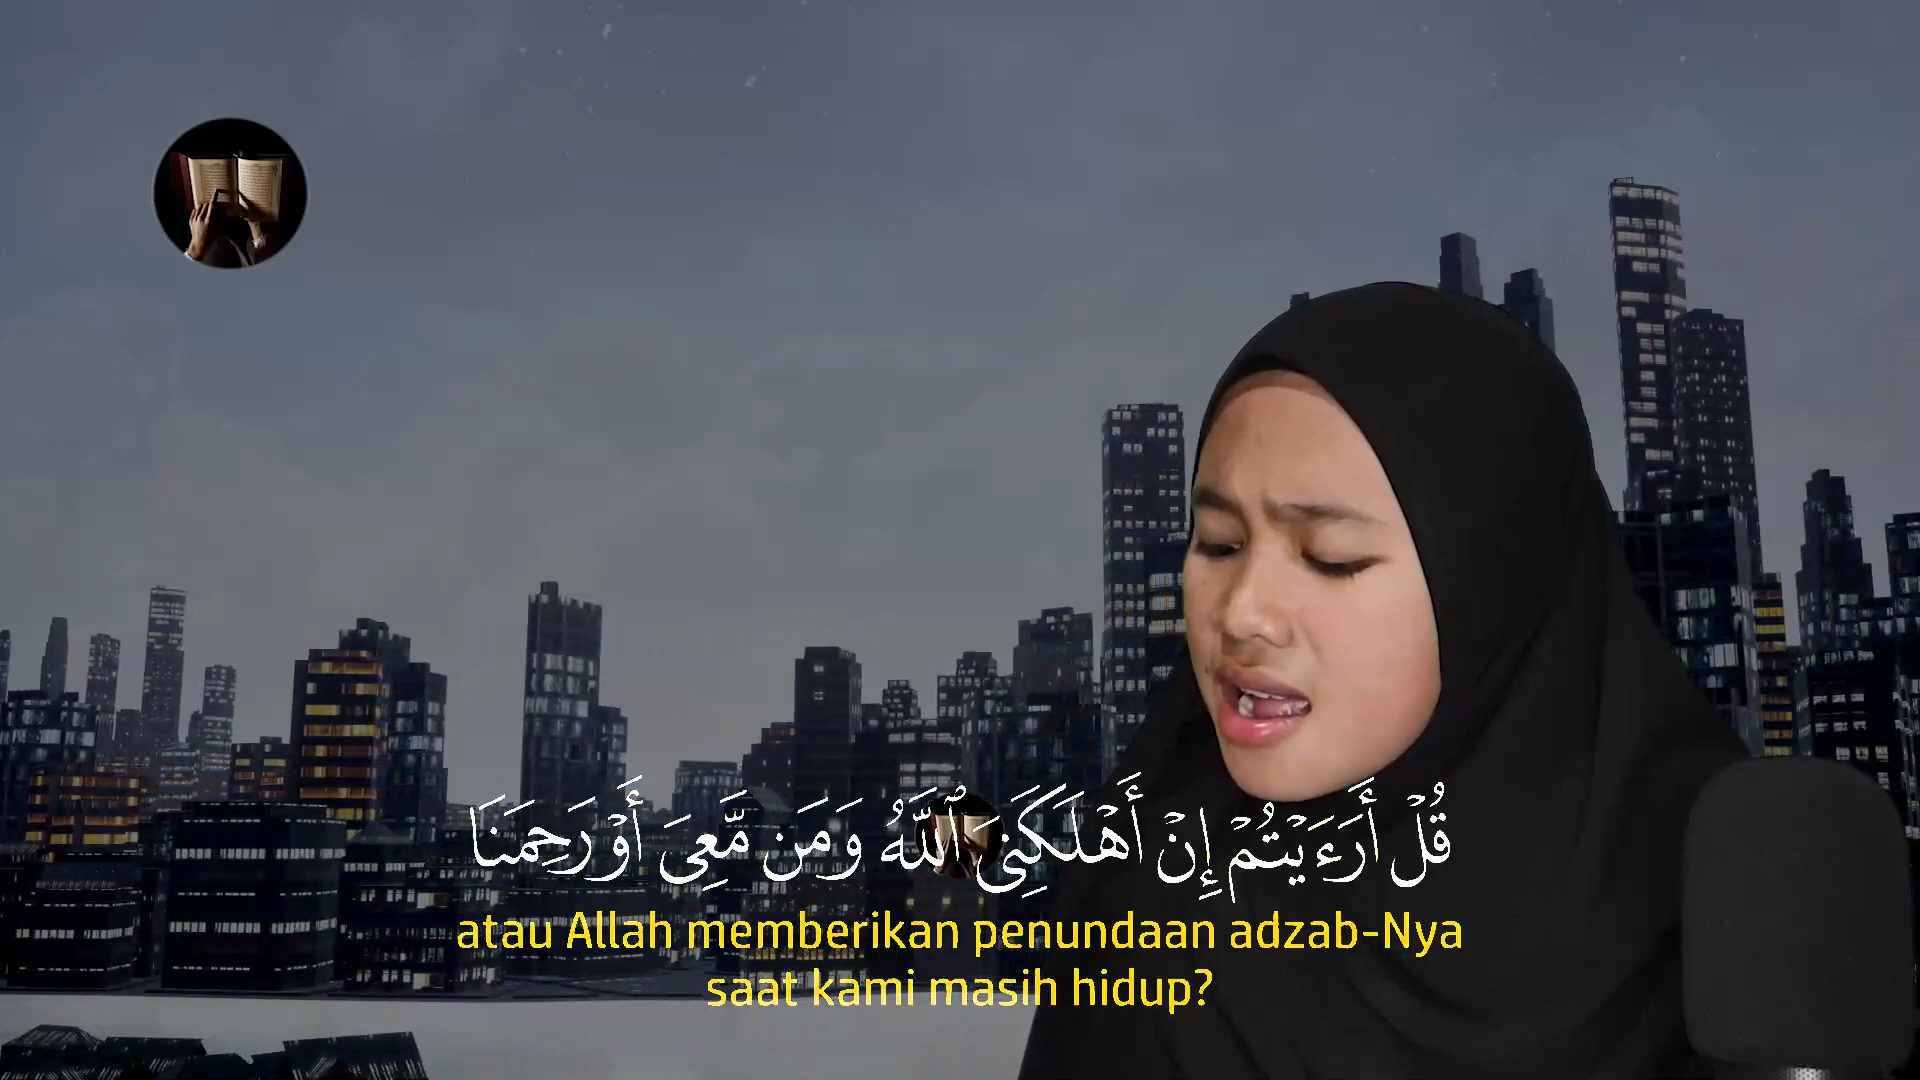 قُلْ أَرَءَيْتُمْ إِنْ أَهْلَكَنِىَ ٱللَّهُ وَمَن مَّعِىَ أَوْ رَحِمَنَا
atau Allah memberikan penundaan adzab-Nya
saat kami masih hidup?